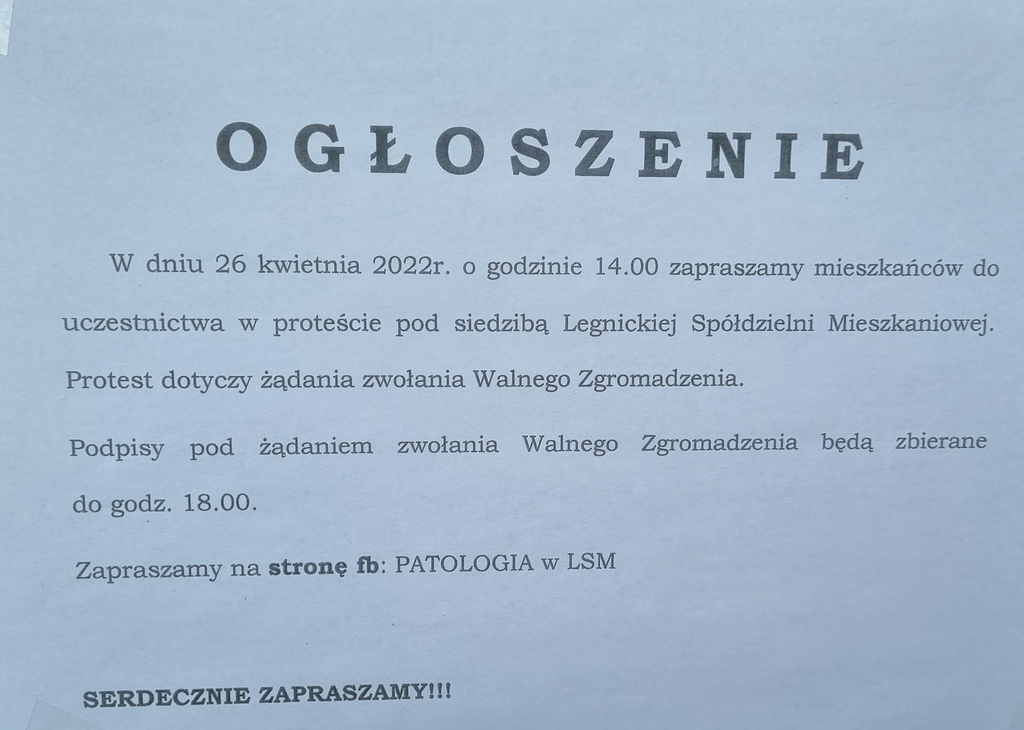 OGŁOSZENIE
W dniu 26 kwietnia 2022r. o godzinie 14.00 zapraszamy mieszkańców do
uczestnictwa w proteście pod siedzibą Legnickiej Spółdzielni Mieszkaniowej.
Protest dotyczy żądania zwołania Walnego Zgromadzenia.
Podpisy pod żądaniem zwołania Walnego Zgromadzenia będą zbierane
do godz. 18.00.
Zapraszamy na stronę fb: PATOLOGIA w LSM
SERDECZNIE ZAPRASZAMY!!!